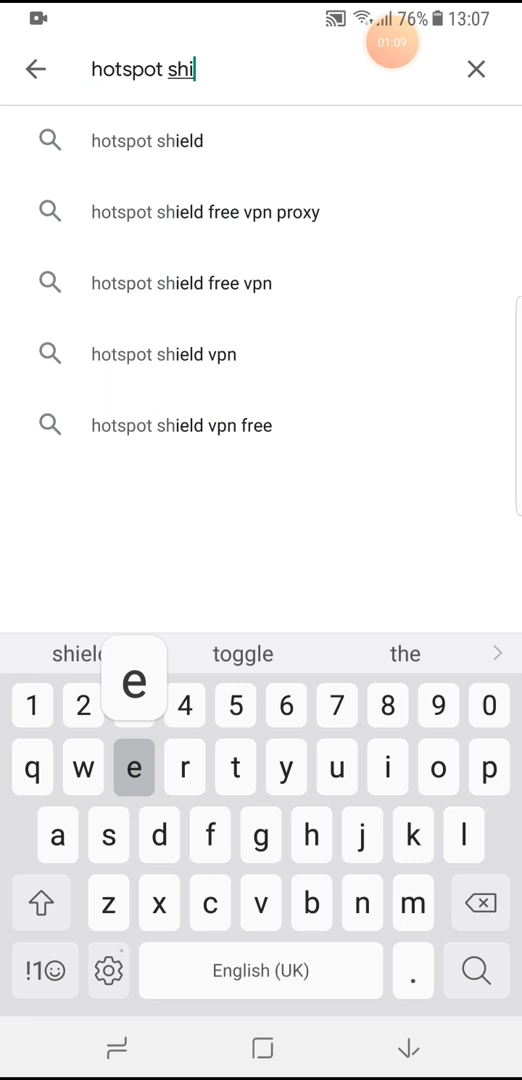 76% 13:07
01:09
hotspot shi
hotspot shield
hotspot shield free vpn proxy
hotspot shield free vpn
hotspot shield vpn
hotspot shield vpn free
shield toggle the
e
1 2 4 5 6 7 8 9 0
q w e r t y u i o p
a s d f g h j k l
z x c v b n m
!1☺ English (UK) .